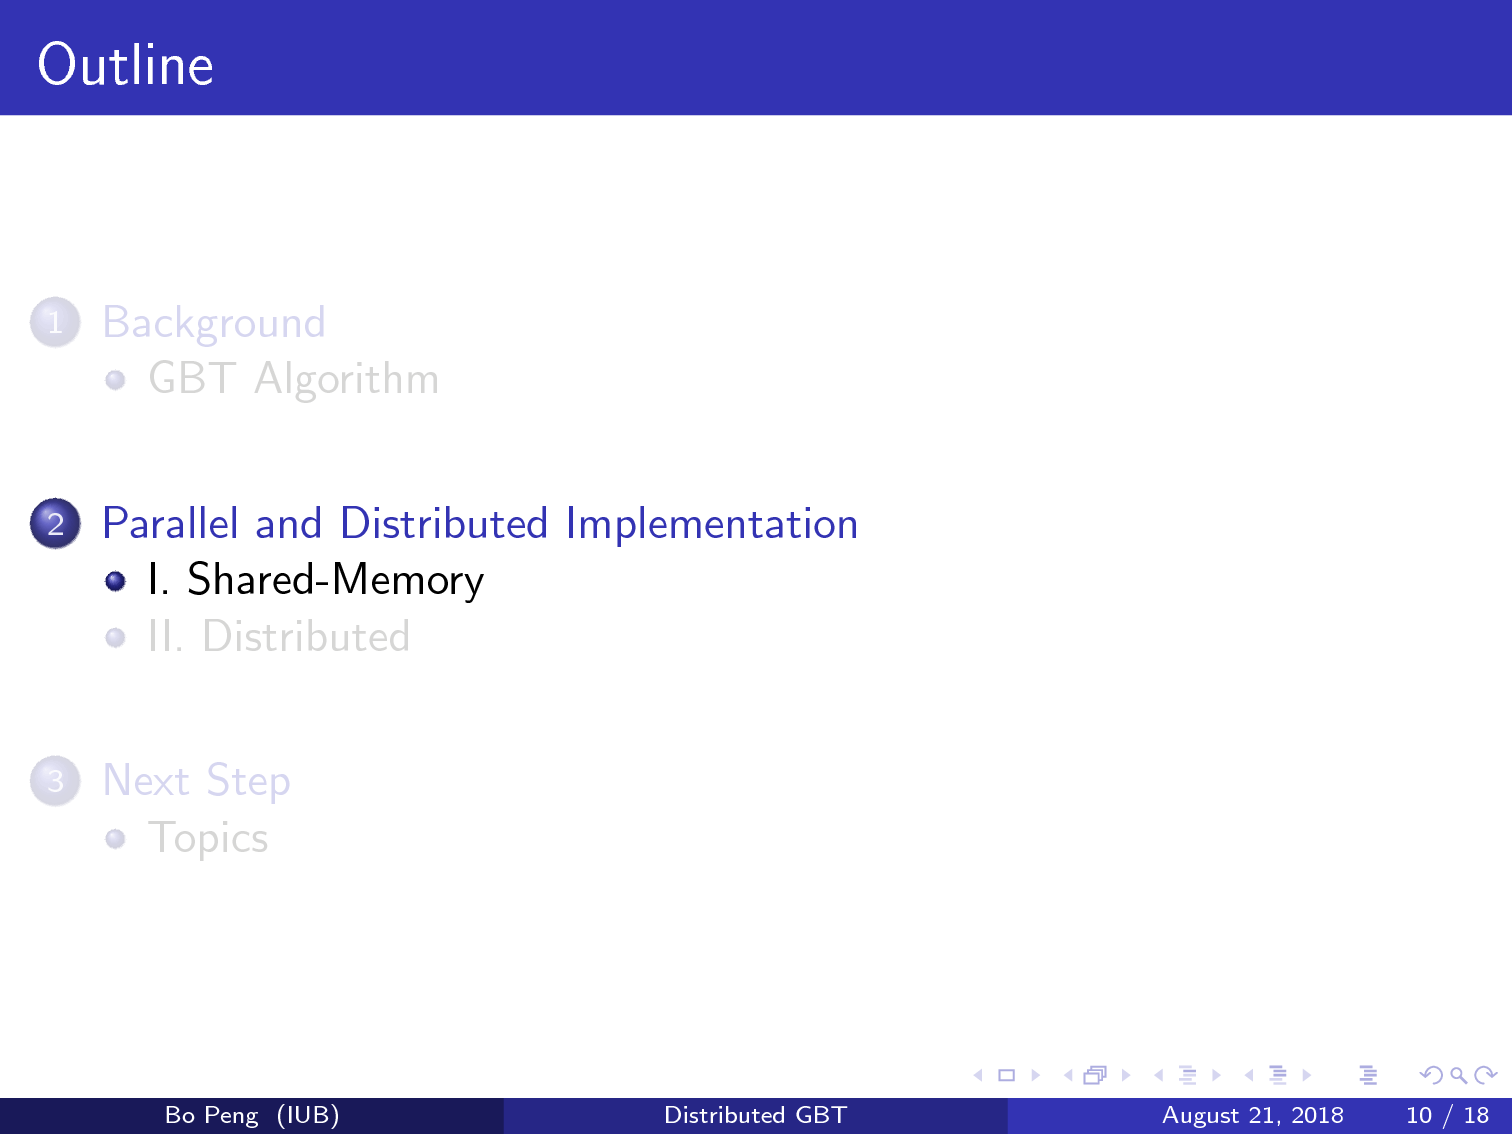 Outline
1 Background
GBT Algorithm
2 Parallel and Distributed Implementation
I. Shared-Memory
II. Distributed
3 Next Step
Topics
Bo Peng (IUB) Distributed GBT August 21, 2018 10 / 18